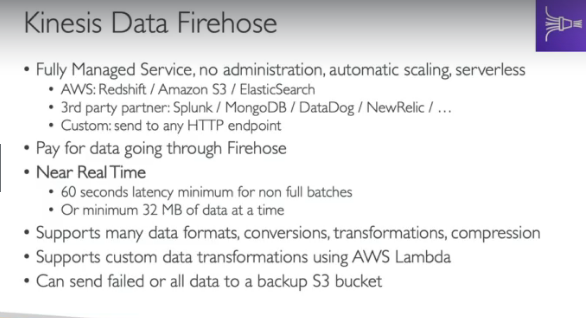 Kinesis Data Firehose
• Fully Managed Service, no administration, automatic scaling, serverless
• AWS: Redshift / Amazon S3 / ElasticSearch
• 3rd party partner: Splunk / MongoDB / DataDog / NewRelic / ...
• Custom: send to any HTTP endpoint
• Pay for data going through Firehose
• Near Real Time
• 60 seconds latency minimum for non full batches
• Or minimum 32 MB of data at a time
• Supports many data formats, conversions, transformations, compression
• Supports custom data transformations using AWS Lambda
• Can send failed or all data to a backup S3 bucket